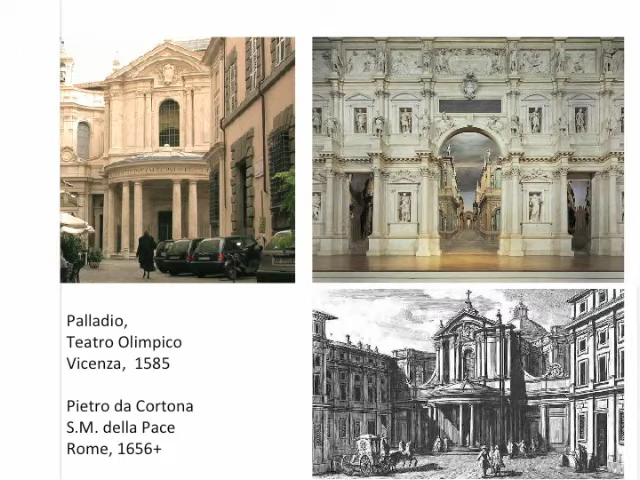 Palladio,
Teatro Olimpico
Vicenza, 1585
Pietro da Cortona
S.M. della Pace
Rome, 1656+